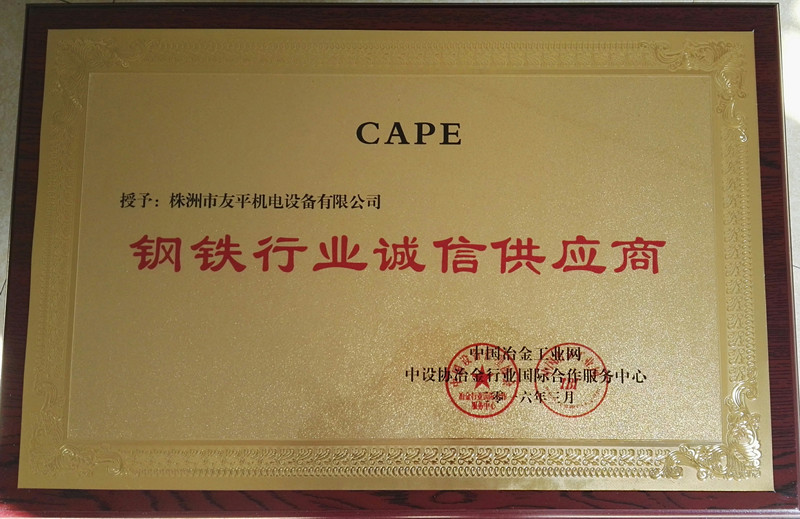 CAPE
授予：株洲市友平机电设备有限公司
钢铁行业诚信供应商
中国冶金工业网
中设协冶金行业国际合作服务中心
二零一六年三月